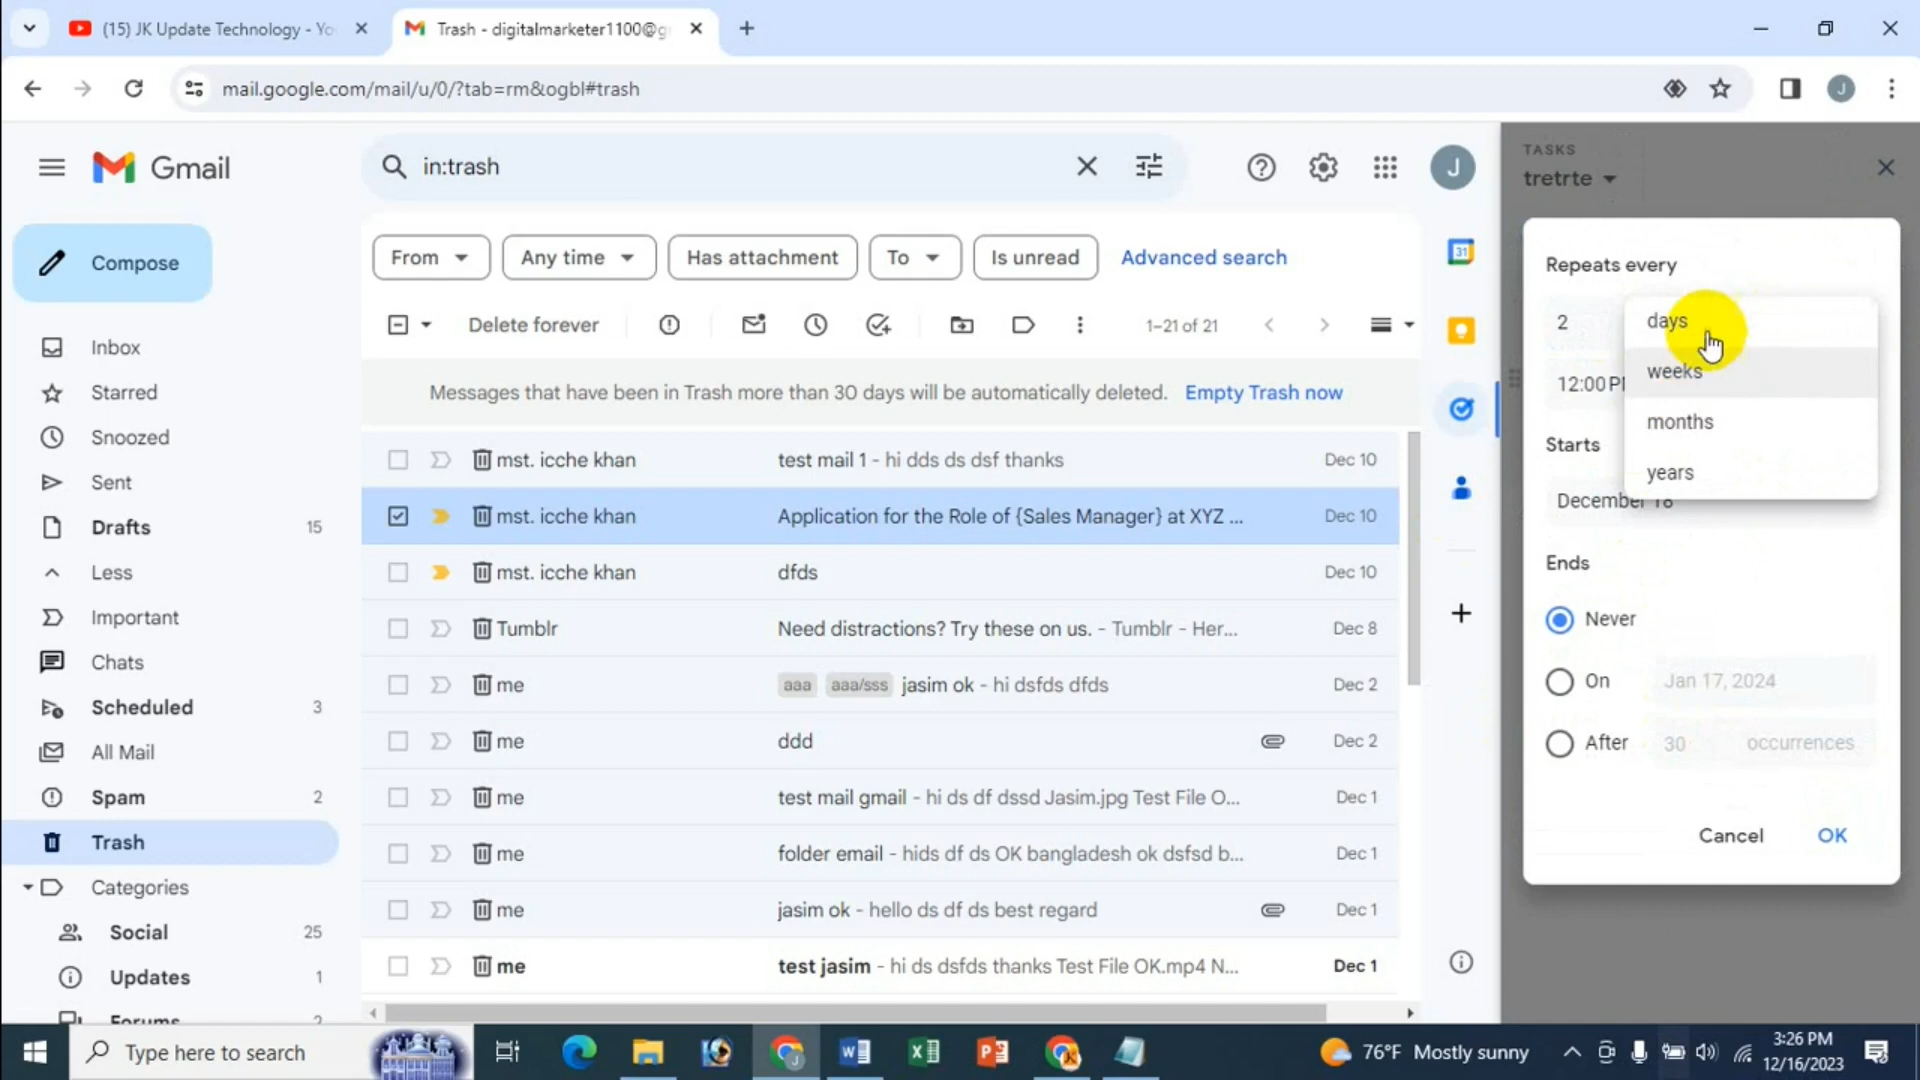 (15) JK Update Technology - Yo
Trash - digitalmarketer1100@g
mail.google.com/mail/u/0/?tab=rm&ogbl#trash
J
Gmail
in:trash
J
TASKS
tretrte
Compose
From
Any time
Has attachment
To
Is unread
Advanced search
31
Repeats every
2
days
weeks
months
years
12:00PM
Starts
December 18
Ends
Never
On
Jan 17, 2024
After
30
occurrences
Cancel
OK
Delete forever
1–21 of 21
Messages that have been in Trash more than 30 days will be automatically deleted. Empty Trash now
Inbox
Starred
Snoozed
Sent
Drafts 15
Less
Important
Chats
Scheduled 3
All Mail
Spam 2
Trash
Categories
Social 25
Updates 1
Forums 2
mst. icche khan test mail 1 - hi dds ds dsf thanks Dec 10
mst. icche khan Application for the Role of {Sales Manager} at XYZ ... Dec 10
mst. icche khan dfds Dec 10
Tumblr Need distractions? Try these on us. - Tumblr - Her... Dec 8
me aaa aaa/sss jasim ok - hi dsfds dfds Dec 2
me ddd Dec 2
me test mail gmail - hi ds df dssd Jasim.jpg Test File O... Dec 1
me folder email - hids df ds OK bangladesh ok dsfsd b... Dec 1
me jasim ok - hello ds df ds best regard Dec 1
me test jasim - hi ds dsfds thanks Test File OK.mp4 N... Dec 1
Type here to search
76°F Mostly sunny
3:26 PM
12/16/2023